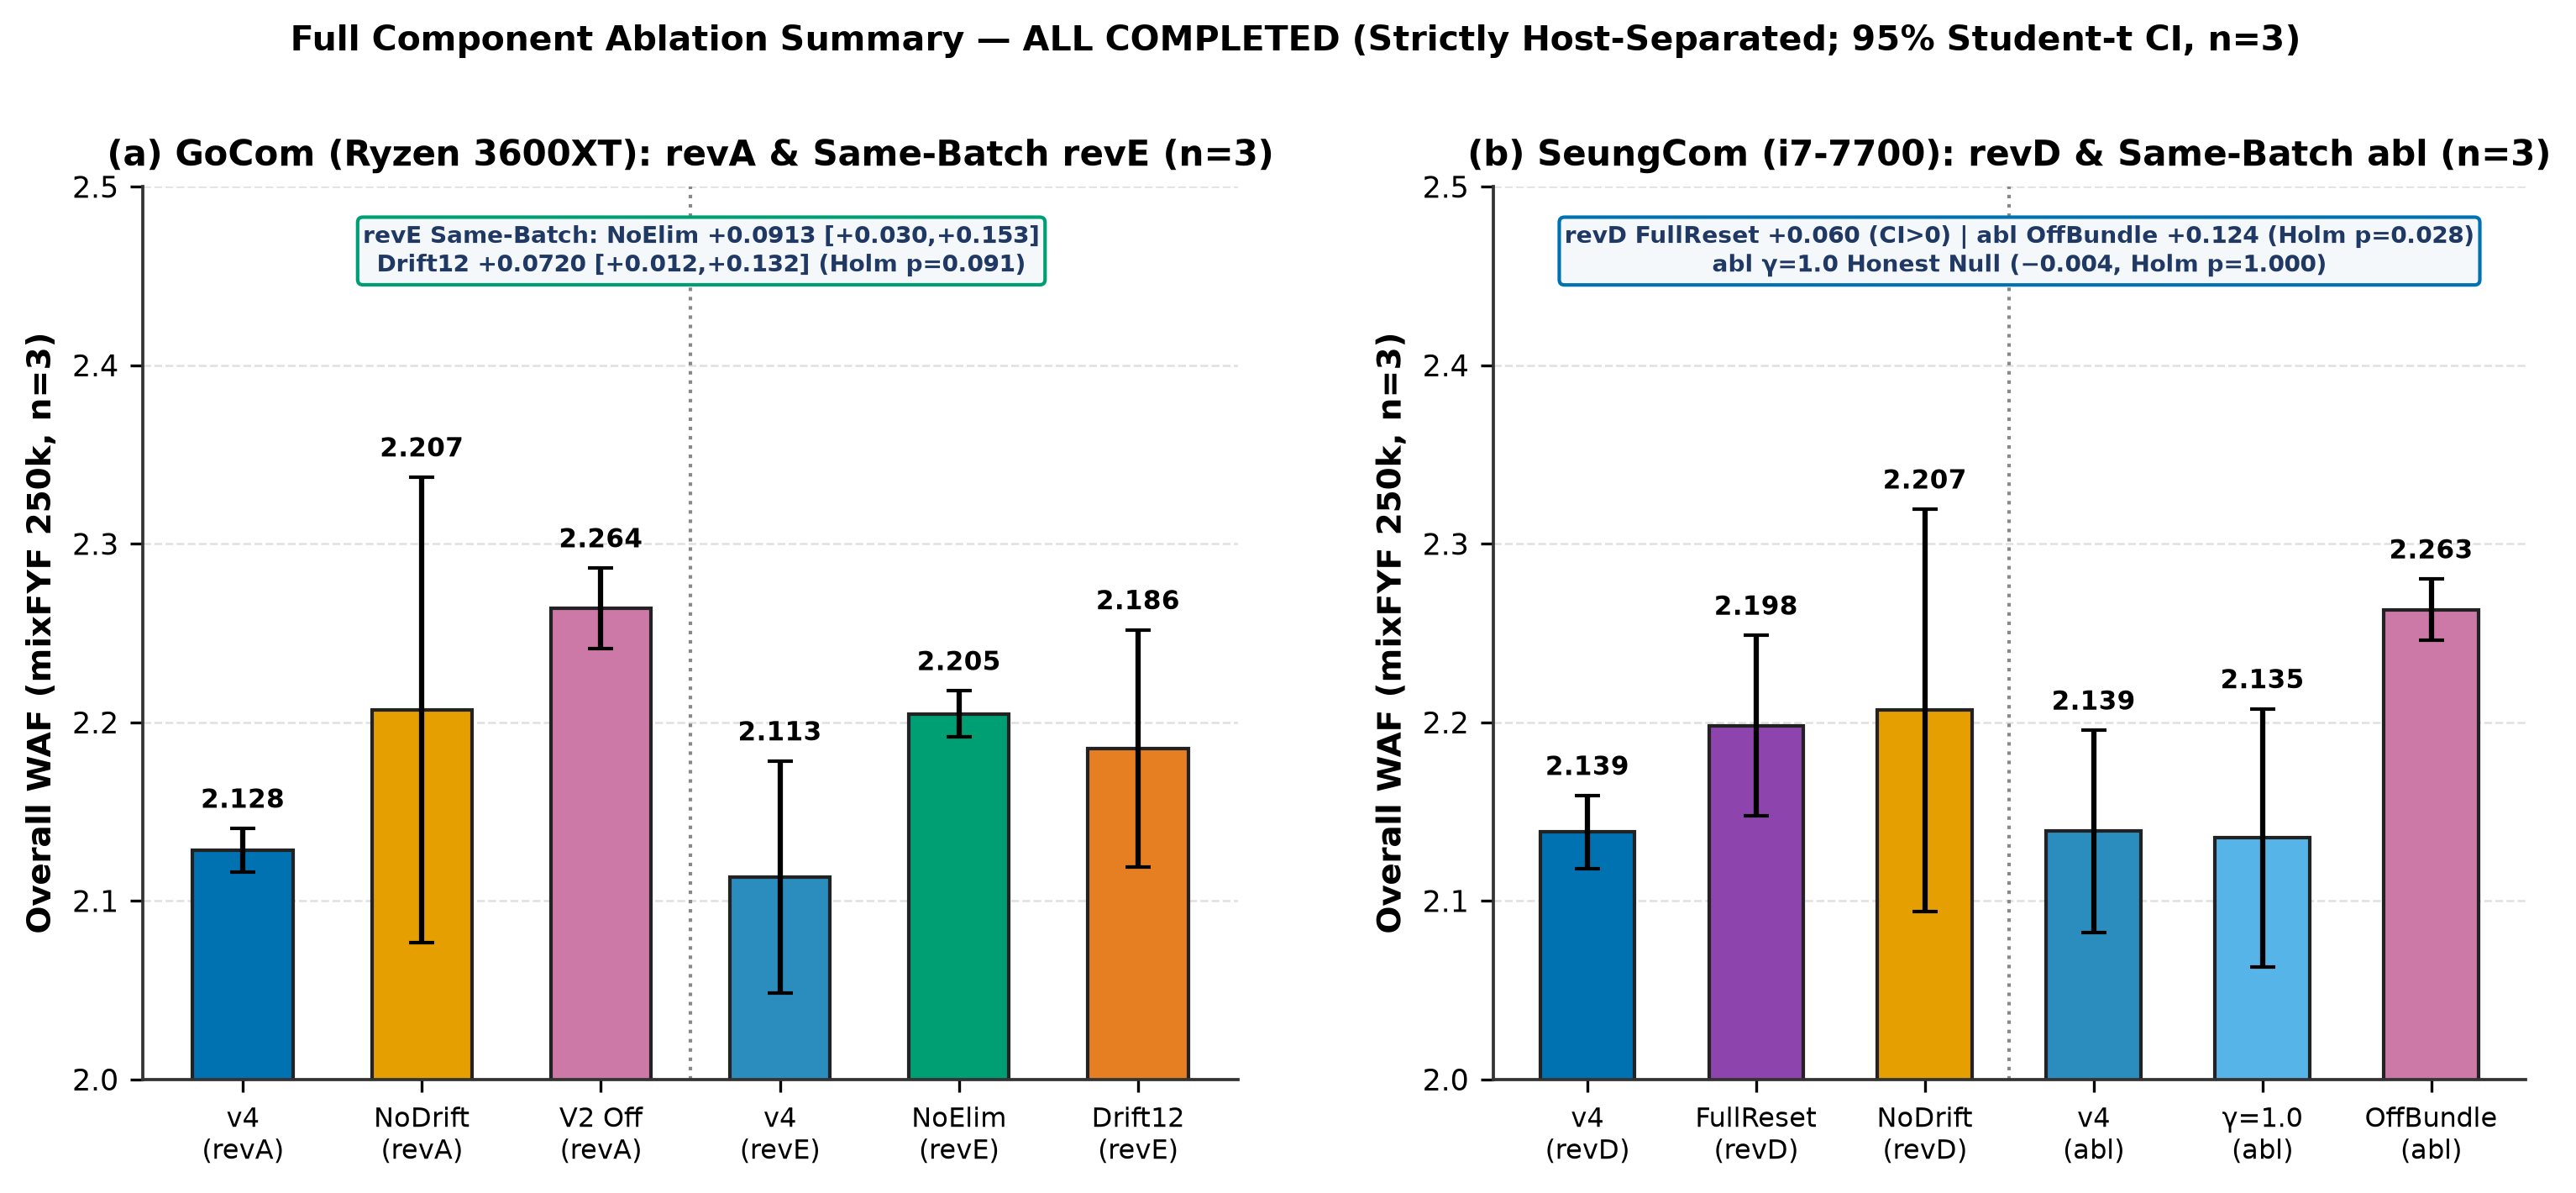 Full Component Ablation Summary — ALL COMPLETED (Strictly Host-Separated; 95% Student-t CI, n=3)
(a) GoCom (Ryzen 3600XT): revA & Same-Batch revE (n=3)
revE Same-Batch: NoElim +0.0913 [+0.030,+0.153]
Drift12 +0.0720 [+0.012,+0.132] (Holm p=0.091)
Overall WAF (mixFYF 250k, n=3)
2.5
2.4
2.3
2.2
2.1
2.0
2.128
2.207
2.264
2.113
2.205
2.186
v4
(revA)
NoDrift
(revA)
V2 Off
(revA)
v4
(revE)
NoElim
(revE)
Drift12
(revE)
(b) SeungCom (i7-7700): revD & Same-Batch abl (n=3)
revD FullReset +0.060 (CI>0) | abl OffBundle +0.124 (Holm p=0.028)
abl γ=1.0 Honest Null (−0.004, Holm p=1.000)
Overall WAF (mixFYF 250k, n=3)
2.5
2.4
2.3
2.2
2.1
2.0
2.139
2.198
2.207
2.139
2.135
2.263
v4
(revD)
FullReset
(revD)
NoDrift
(revD)
v4
(abl)
γ=1.0
(abl)
OffBundle
(abl)